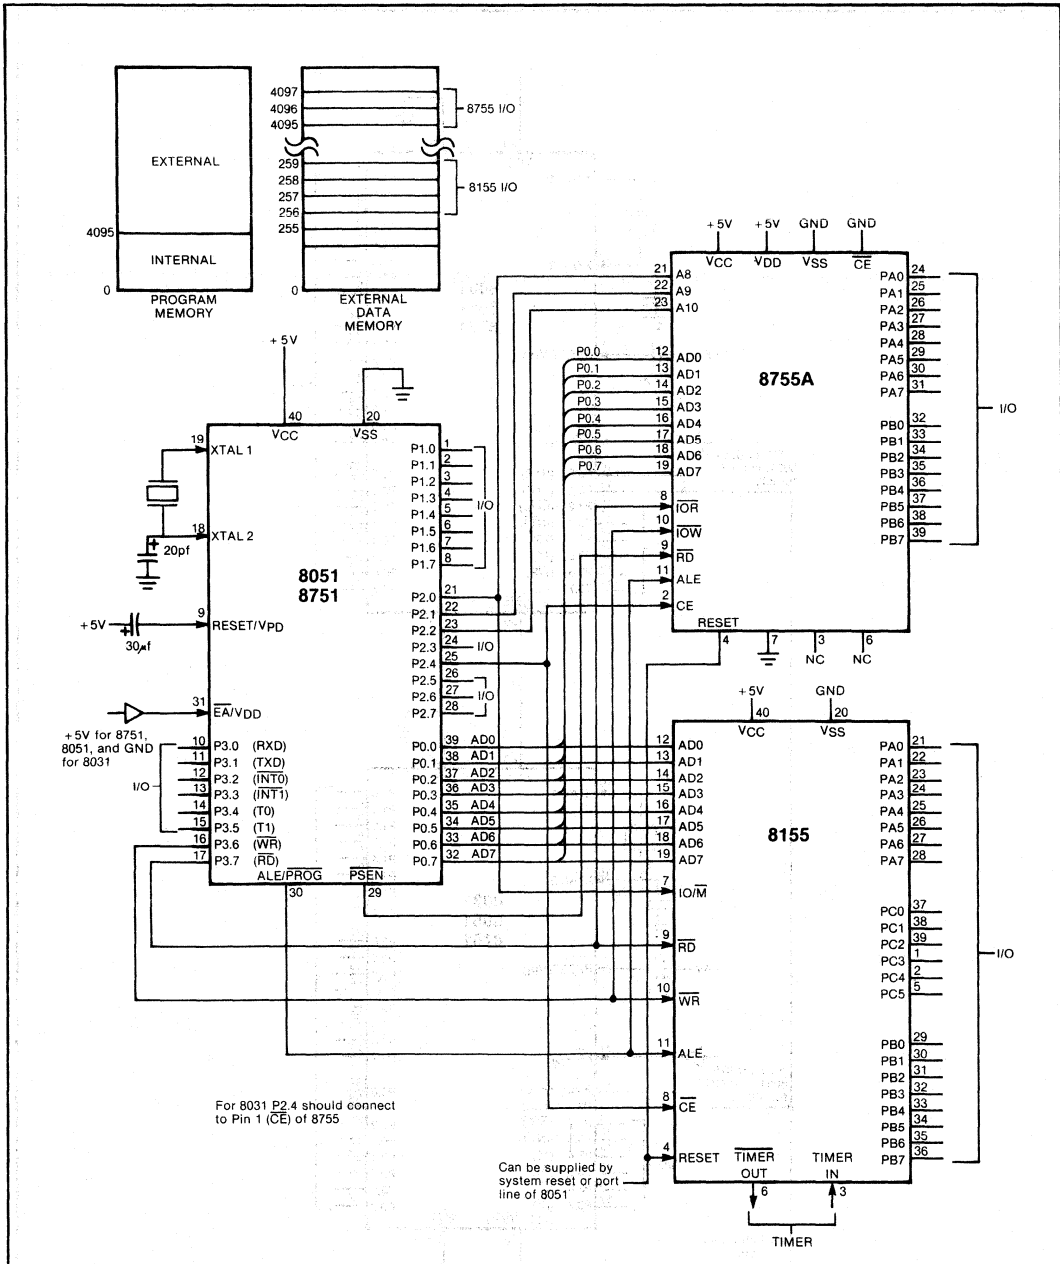 4097
4096
4095
8755 I/O
259
258
257
256
255
8155 I/O
0
EXTERNAL
DATA
MEMORY
EXTERNAL
4095
INTERNAL
0
PROGRAM
MEMORY
+5V
40
VCC
20
VSS
19
XTAL 1
18
XTAL 2
20pf
+
8051
8751
+5V
+
30μf
9
RESET/VPD
31
EA/VDD
+5V for 8751,
8051, and GND
for 8031
I/O
10 P3.0 (RXD)
11 P3.1 (TXD)
12 P3.2 (INT0)
13 P3.3 (INT1)
14 P3.4 (T0)
15 P3.5 (T1)
16 P3.6 (WR)
17 P3.7 (RD)
ALE/PROG
30
PSEN
29
P1.0 1
P1.1 2
P1.2 3
P1.3 4
P1.4 5
P1.5 6
P1.6 7
P1.7 8
I/O
P2.0 21
P2.1 22
P2.2 23
P2.3 24 I/O
P2.4 25
P2.5 26
P2.6 27
P2.7 28
I/O
P0.0 39 AD0
P0.1 38 AD1
P0.2 37 AD2
P0.3 36 AD3
P0.4 35 AD4
P0.5 34 AD5
P0.6 33 AD6
P0.7 32 AD7
+5V
VCC
+5V
VDD
GND
VSS
GND
CE
21 A8
22 A9
23 A10
P0.0 12 AD0
P0.1 13 AD1
P0.2 14 AD2
P0.3 15 AD3
P0.4 16 AD4
P0.5 17 AD5
P0.6 18 AD6
P0.7 19 AD7
8 IOR
10 IOW
9 RD
11 ALE
2 CE
8755A
RESET
4
7
3
NC
6
NC
PA0 24
PA1 25
PA2 26
PA3 27
PA4 28
PA5 29
PA6 30
PA7 31
PB0 32
PB1 33
PB2 34
PB3 35
PB4 36
PB5 37
PB6 38
PB7 39
I/O
+5V
40
VCC
GND
20
VSS
12 AD0
13 AD1
14 AD2
15 AD3
16 AD4
17 AD5
18 AD6
19 AD7
7 IO/M
9 RD
10 WR
11 ALE
8 CE
4 RESET
8155
PA0 21
PA1 22
PA2 23
PA3 24
PA4 25
PA5 26
PA6 27
PA7 28
PC0 37
PC1 38
PC2 39
PC3 1
PC4 2
PC5 5
PB0 29
PB1 30
PB2 31
PB3 32
PB4 33
PB5 34
PB6 35
PB7 36
I/O
TIMER
OUT
6
TIMER
IN
3
TIMER
For 8031 P2.4 should connect
to Pin 1 (CE) of 8755
Can be supplied by
system reset or port
line of 8051